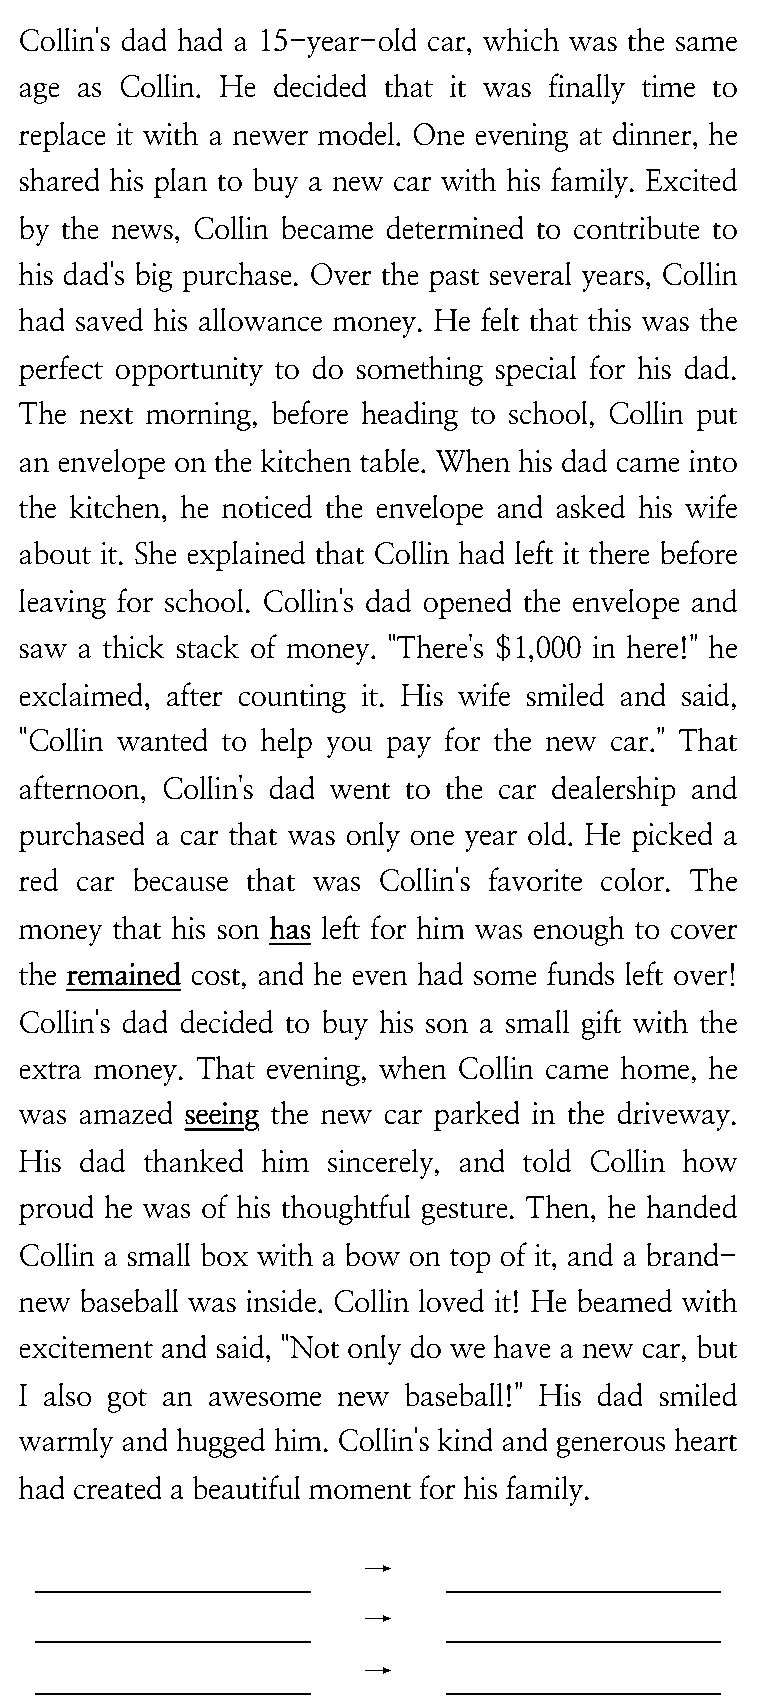 Collin's dad had a 15-year-old car, which was the same
age as Collin. He decided that it was finally time to
replace it with a newer model. One evening at dinner, he
shared his plan to buy a new car with his family. Excited
by the news, Collin became determined to contribute to
his dad's big purchase. Over the past several years, Collin
had saved his allowance money. He felt that this was the
perfect opportunity to do something special for his dad.
The next morning, before heading to school, Collin put
an envelope on the kitchen table. When his dad came into
the kitchen, he noticed the envelope and asked his wife
about it. She explained that Collin had left it there before
leaving for school. Collin's dad opened the envelope and
saw a thick stack of money. "There's $1,000 in here!" he
exclaimed, after counting it. His wife smiled and said,
"Collin wanted to help you pay for the new car." That
afternoon, Collin's dad went to the car dealership and
purchased a car that was only one year old. He picked a
red car because that was Collin's favorite color. The
money that his son has left for him was enough to cover
the remained cost, and he even had some funds left over!
Collin's dad decided to buy his son a small gift with the
extra money. That evening, when Collin came home, he
was amazed seeing the new car parked in the driveway.
His dad thanked him sincerely, and told Collin how
proud he was of his thoughtful gesture. Then, he handed
Collin a small box with a bow on top of it, and a brand-
new baseball was inside. Collin loved it! He beamed with
excitement and said, "Not only do we have a new car, but
I also got an awesome new baseball!" His dad smiled
warmly and hugged him. Collin's kind and generous heart
had created a beautiful moment for his family.
→
→
→